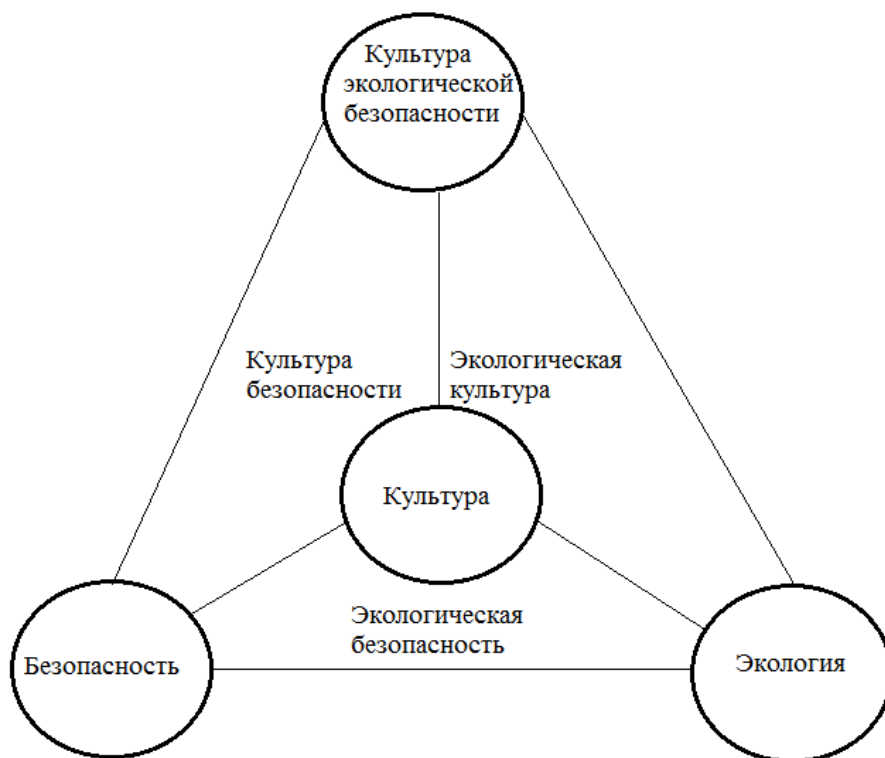 Культура
экологической
безопасности
Культура
безопасности
Экологическая
культура
Культура
Экологическая
безопасность
Безопасность
Экология